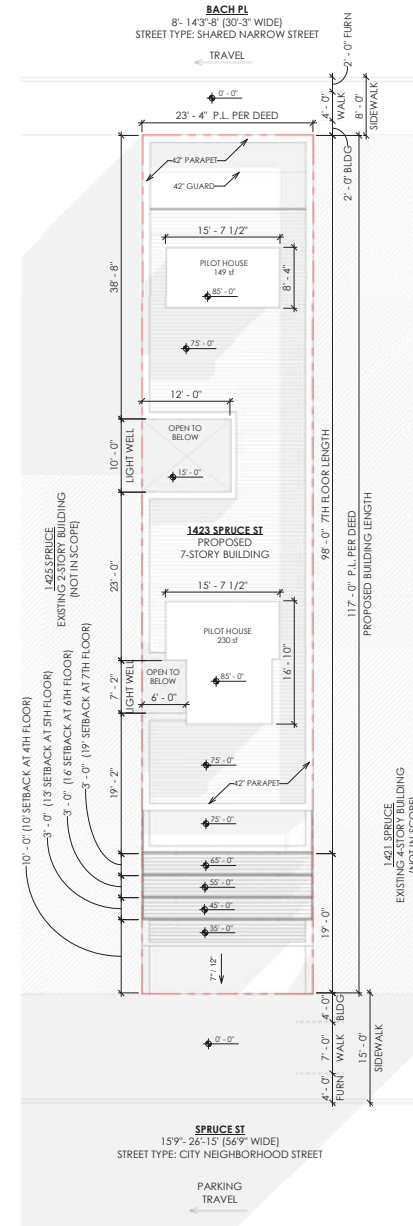 BACH PL
8'- 14'3"-8' (30'-3" WIDE)
STREET TYPE: SHARED NARROW STREET
TRAVEL
2' - 0" FURN
4' - 0"
WALK
8' - 0"
SIDEWALK
2' - 0" BLDG
0' - 0"
23' - 4" P.L. PER DEED
42" PARAPET
42" GUARD
15' - 7 1/2"
PILOT HOUSE
149 sf
8' - 4"
85' - 0"
38' - 8"
75' - 0"
12' - 0"
OPEN TO
BELOW
10' - 0"
LIGHT WELL
15' - 0"
98' - 0" 7TH FLOOR LENGTH
117' - 0" P.L. PER DEED
PROPOSED BUILDING LENGTH
1425 SPRUCE
EXISTING 2-STORY BUILDING
(NOT IN SCOPE)
1423 SPRUCE ST
PROPOSED
7-STORY BUILDING
23' - 0"
15' - 7 1/2"
PILOT HOUSE
230 sf
16' - 10"
OPEN TO
BELOW
7' - 2"
LIGHT WELL
6' - 0"
85' - 0"
19' - 2"
75' - 0"
42" PARAPET
75' - 0"
10' - 0" (10' SETBACK AT 4TH FLOOR)
3' - 0" (13' SETBACK AT 5TH FLOOR)
3' - 0" (16' SETBACK AT 6TH FLOOR)
3' - 0" (19' SETBACK AT 7TH FLOOR)
1421 SPRUCE
EXISTING 4-STORY BUILDING
(NOT IN SCOPE)
65' - 0"
55' - 0"
45' - 0"
35' - 0"
19' - 0"
7" / 12"
0' - 0"
4' - 0"
BLDG
7' - 0"
WALK
4' - 0"
FURN
15' - 0"
SIDEWALK
SPRUCE ST
15'9"- 26'-15' (56'9" WIDE)
STREET TYPE: CITY NEIGHBORHOOD STREET
PARKING
TRAVEL